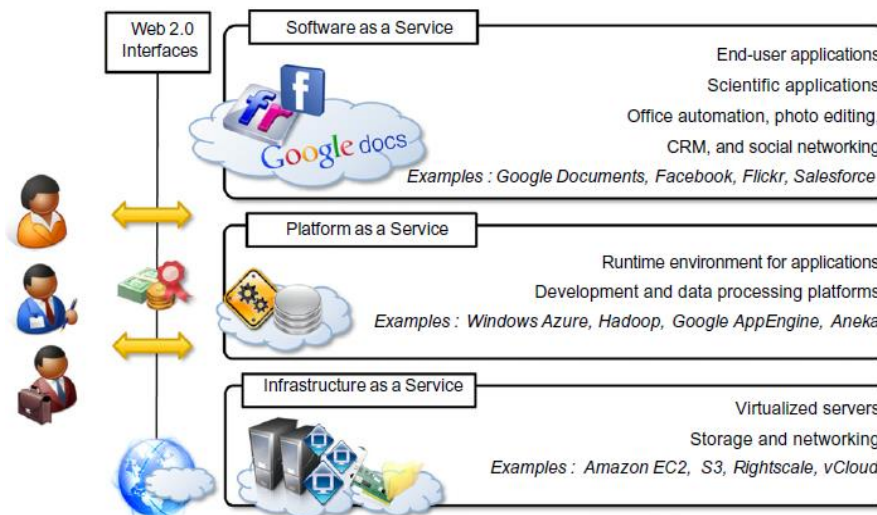 Web 2.0
Interfaces
Software as a Service
End-user applications
Scientific applications
Office automation, photo editing,
CRM, and social networking
Examples : Google Documents, Facebook, Flickr, Salesforce
f
fr
Google docs
Platform as a Service
Runtime environment for applications
Development and data processing platforms
Examples : Windows Azure, Hadoop, Google AppEngine, Aneka
Infrastructure as a Service
Virtualized servers
Storage and networking
Examples : Amazon EC2, S3, Rightscale, vCloud